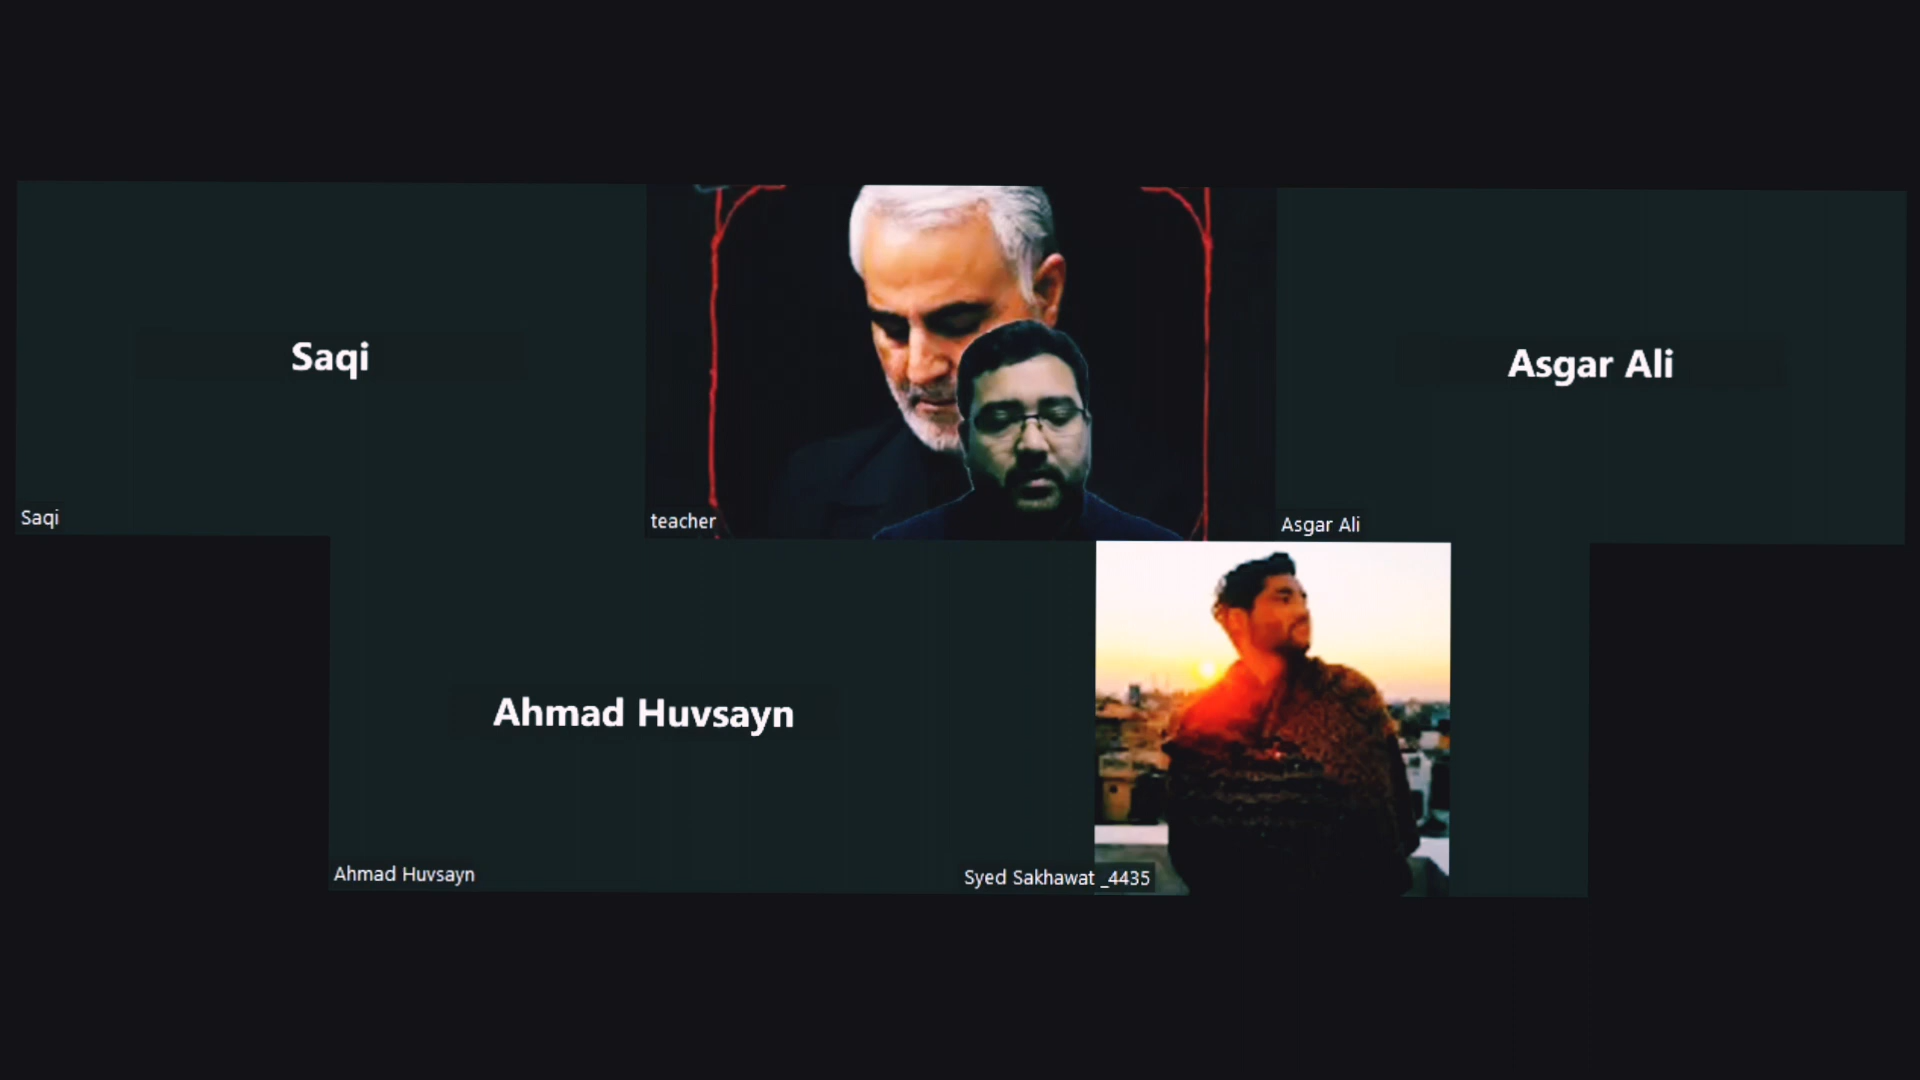 Saqi
Asgar Ali
Saqi
teacher
Asgar Ali
Ahmad Huvsayn
Ahmad Huvsayn
Syed Sakhawat _4435